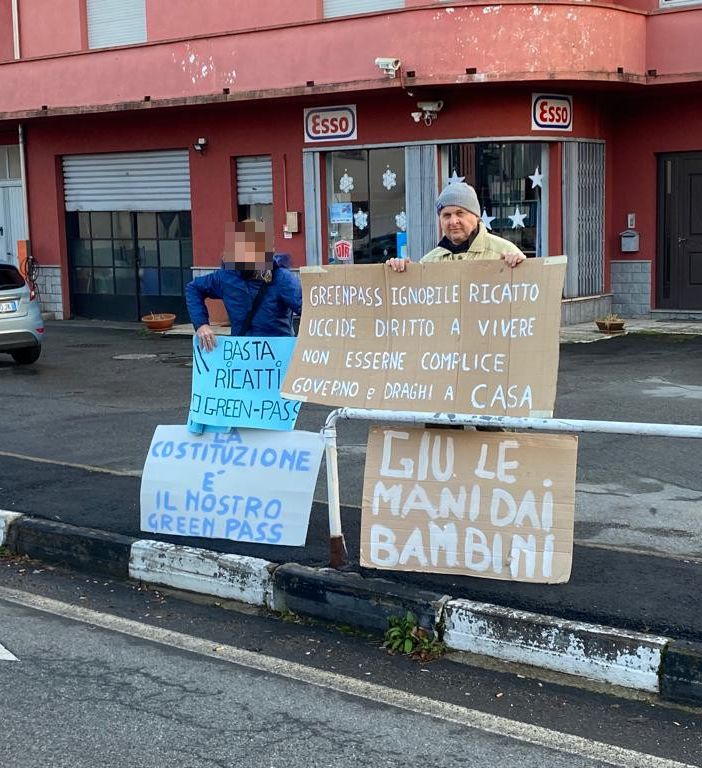 Esso
Esso
GREENPASS IGNOBILE RICATTO
UCCIDE DIRITTO A VIVERE
NON ESSERNE COMPLICE
GOVERNO e DRAGHI A CASA
BASTA
RICATTI
GREEN-PASS
LA
COSTITUZIONE
É
IL NOSTRO
GREEN PASS
GIU LE
MANI DAI
BAMBINI